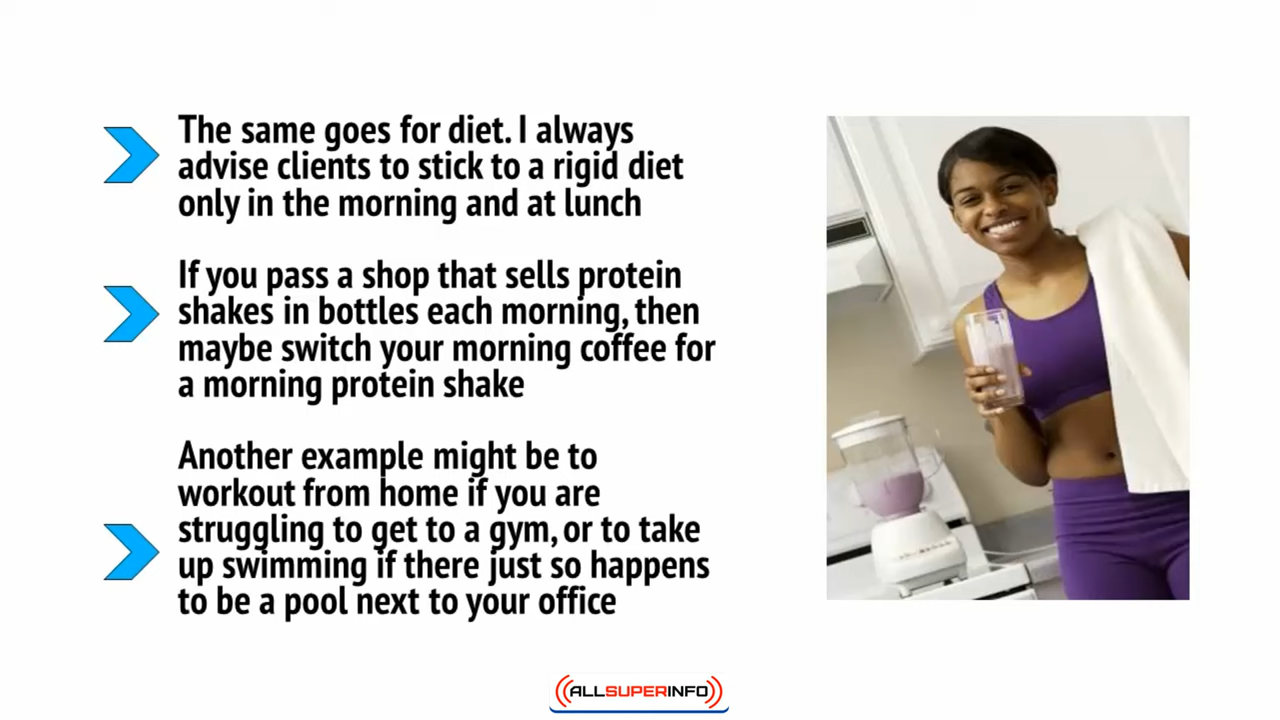 The same goes for diet. I always
advise clients to stick to a rigid diet
only in the morning and at lunch
If you pass a shop that sells protein
shakes in bottles each morning, then
maybe switch your morning coffee for
a morning protein shake
Another example might be to
workout from home if you are
struggling to get to a gym, or to take
up swimming if there just so happens
to be a pool next to your office
ALLSUPERINFO